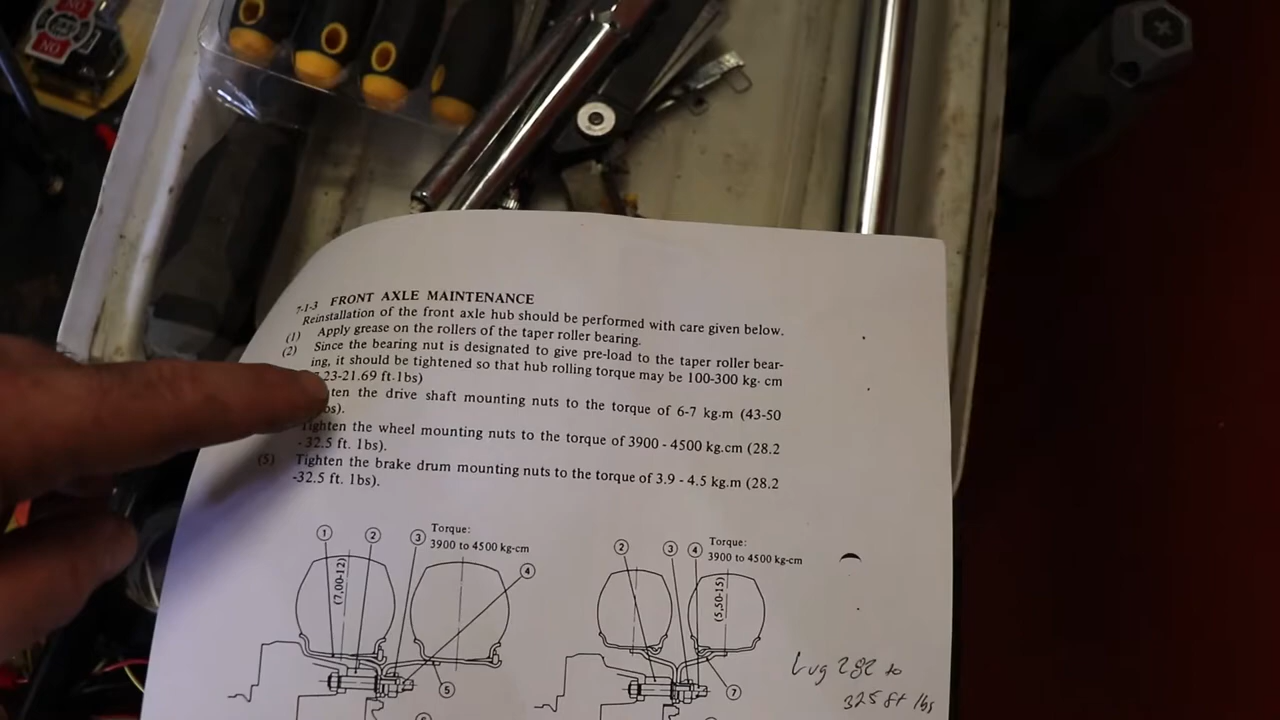 NO
NO
7-1-3 FRONT AXLE MAINTENANCE
Reinstallation of the front axle hub should be performed with care given below.
(1) Apply grease on the rollers of the taper roller bearing.
(2) Since the bearing nut is designated to give pre-load to the taper roller bear-
ing, it should be tightened so that hub rolling torque may be 100-300 kg- cm
23-21.69 ft.lbs)
the drive shaft mounting nuts to the torque of 6-7 kg.m (43-50
Tighten the wheel mounting nuts to the torque of 3900 - 4500 kg.cm (28.2
- 32.5 ft. lbs).
(5) Tighten the brake drum mounting nuts to the torque of 3.9 - 4.5 kg.m (28.2
-32.5 ft. lbs).
1 2 3 Torque:
3900 to 4500 kg-cm
4
(7.00-12)
5
2 3 4 Torque:
3900 to 4500 kg-cm
(5.50-15)
7
Lug 282 to
325 ft lbs